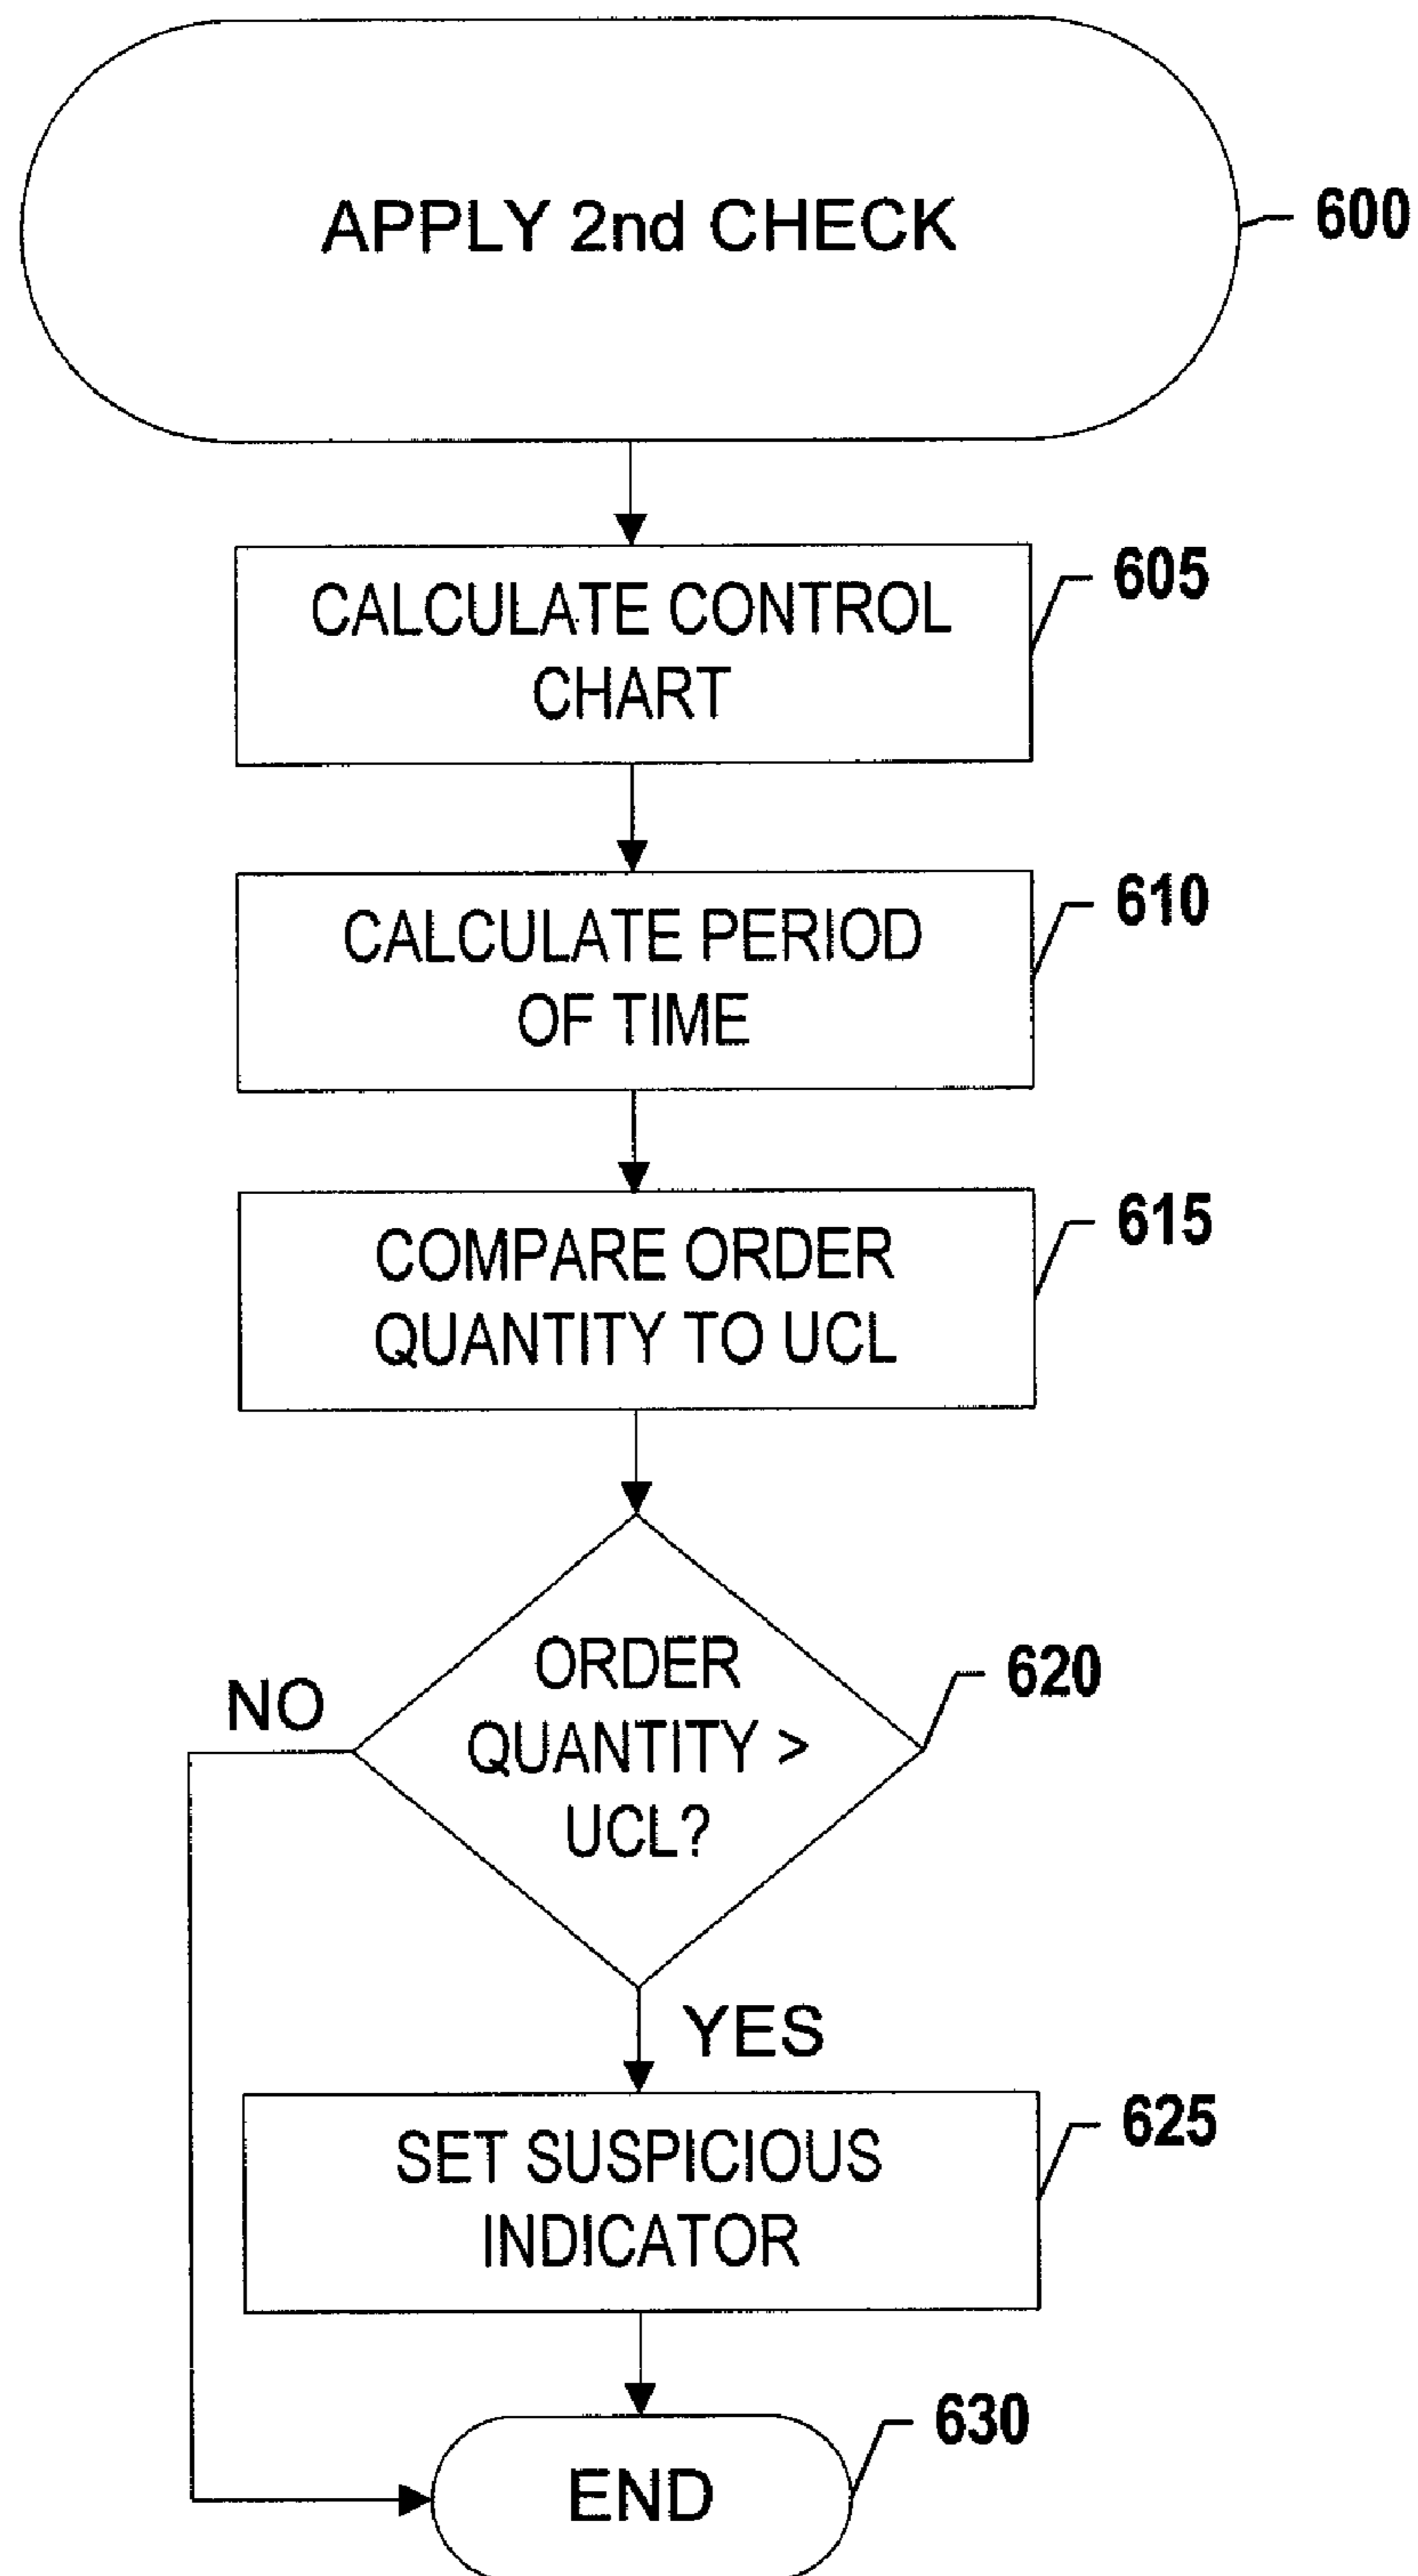 APPLY 2nd CHECK
600
CALCULATE CONTROL
CHART
605
CALCULATE PERIOD
OF TIME
610
COMPARE ORDER
QUANTITY TO UCL
615
ORDER
QUANTITY >
UCL?
620
NO
YES
SET SUSPICIOUS
INDICATOR
625
END
630